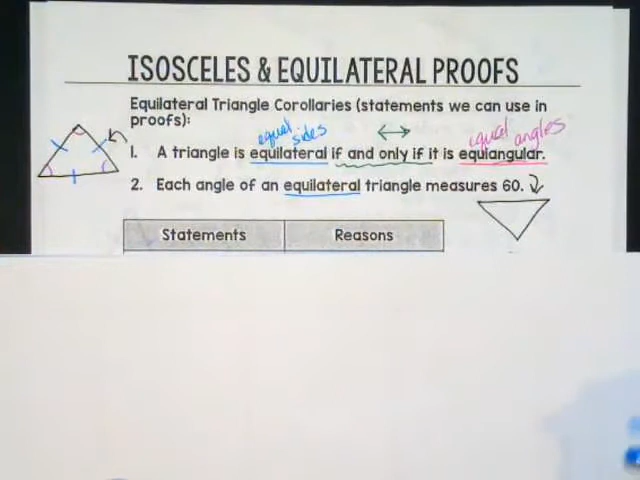 ISOSCELES & EQUILATERAL PROOFS
Equilateral Triangle Corollaries (statements we can use in
proofs):
equal sides
equal angles
1. A triangle is equilateral if and only if it is equiangular.
2. Each angle of an equilateral triangle measures 60.
Statements Reasons